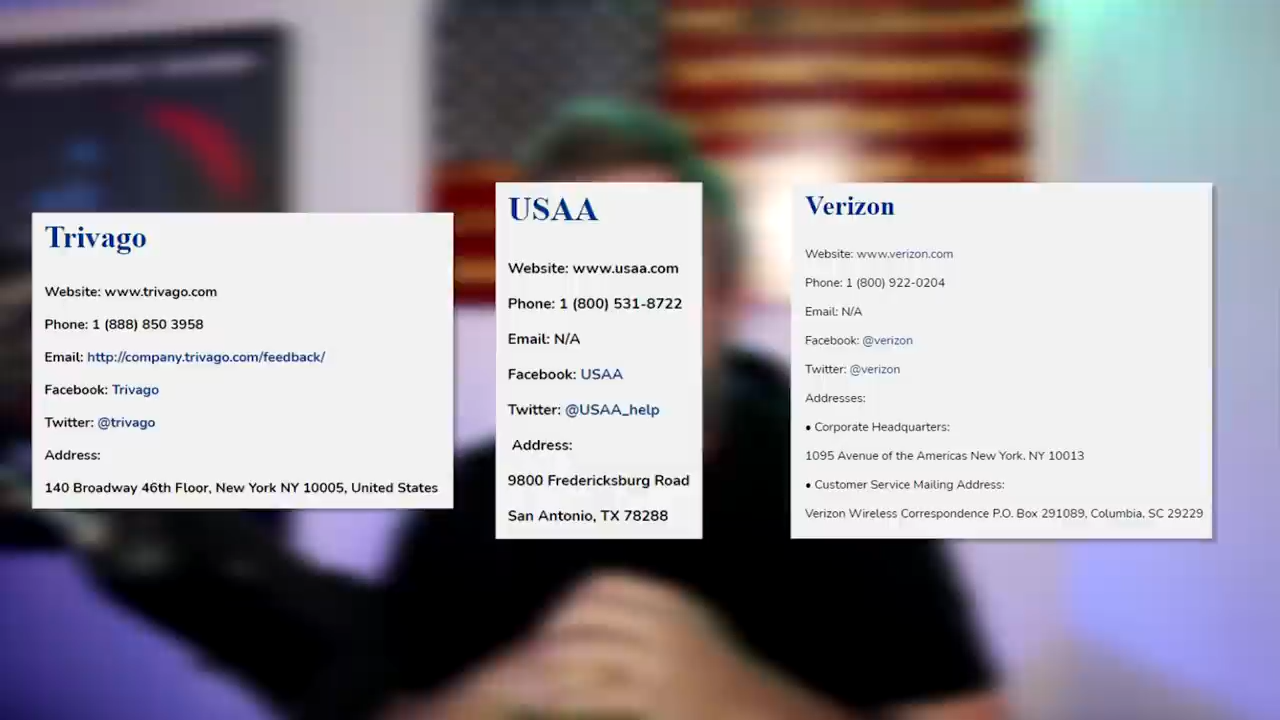 Trivago
Website: www.trivago.com
Phone: 1 (888) 850 3958
Email: http://company.trivago.com/feedback/
Facebook: Trivago
Twitter: @trivago
Address:
140 Broadway 46th Floor, New York NY 10005, United States
USAA
Website: www.usaa.com
Phone: 1 (800) 531-8722
Email: N/A
Facebook: USAA
Twitter: @USAA_help
Address:
9800 Fredericksburg Road
San Antonio, TX 78288
Verizon
Website: www.verizon.com
Phone: 1 (800) 922-0204
Email: N/A
Facebook: @verizon
Twitter: @verizon
Addresses:
• Corporate Headquarters:
1095 Avenue of the Americas New York, NY 10013
• Customer Service Mailing Address:
Verizon Wireless Correspondence P.O. Box 291089, Columbia, SC 29229